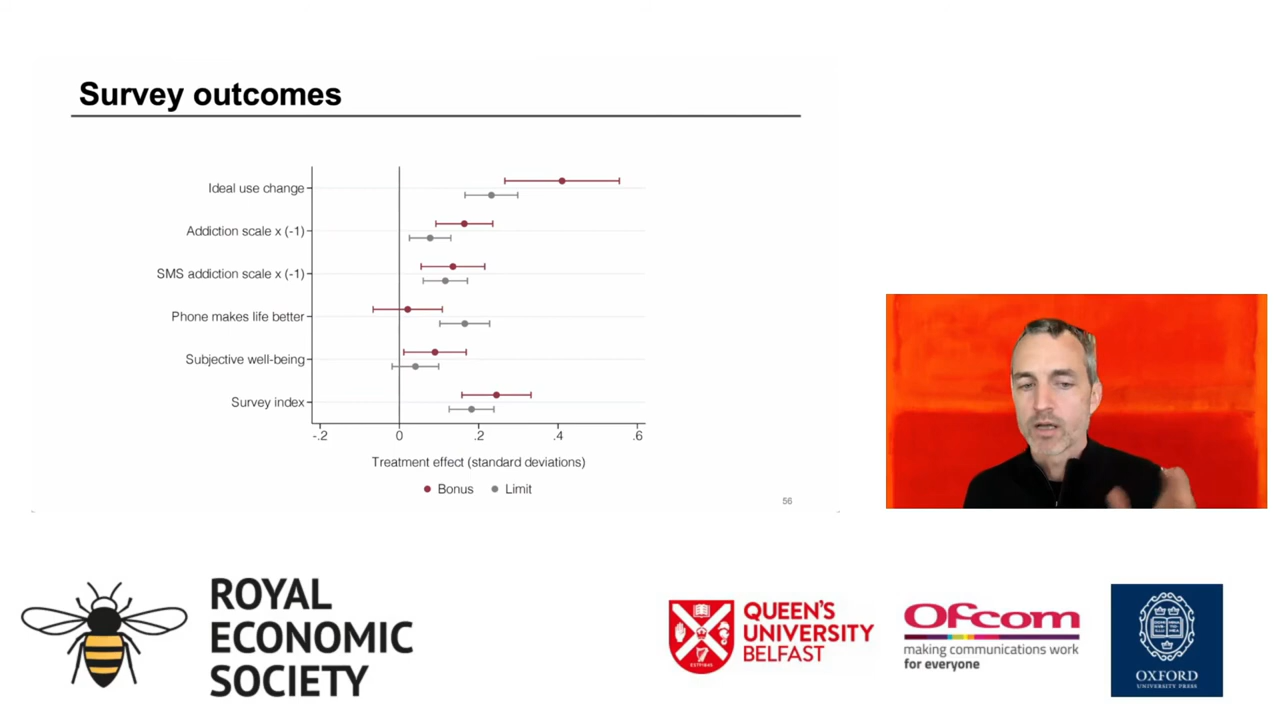 Survey outcomes
Ideal use change
Addiction scale x (-1)
SMS addiction scale x (-1)
Phone makes life better
Subjective well-being
Survey index
-.2 0 .2 .4 .6
Treatment effect (standard deviations)
Bonus Limit
56
ROYAL
ECONOMIC
SOCIETY
QUEEN'S
UNIVERSITY
BELFAST
ESTD1845
Ofcom
making communications work
for everyone
OXFORD
UNIVERSITY PRESS